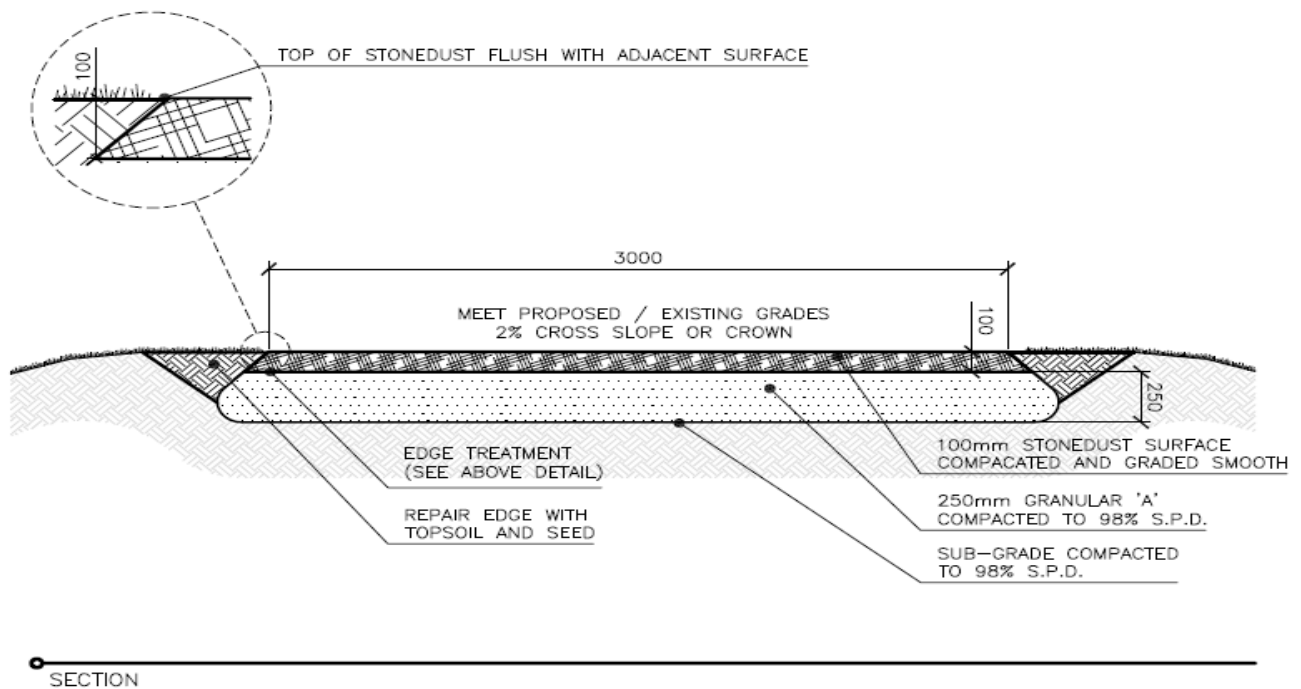 100
TOP OF STONEDUST FLUSH WITH ADJACENT SURFACE
3000
MEET PROPOSED / EXISTING GRADES
2% CROSS SLOPE OR CROWN
100
250
EDGE TREATMENT
(SEE ABOVE DETAIL)
REPAIR EDGE WITH
TOPSOIL AND SEED
100mm STONEDUST SURFACE
COMPACATED AND GRADED SMOOTH
250mm GRANULAR 'A'
COMPACTED TO 98% S.P.D.
SUB-GRADE COMPACTED
TO 98% S.P.D.
SECTION